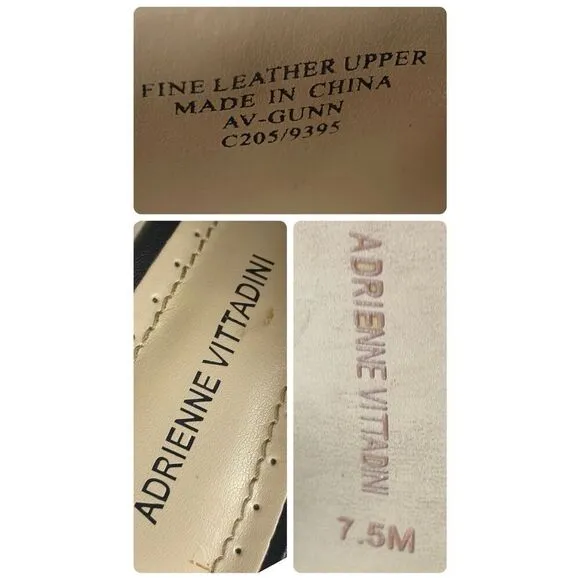 FINE LEATHER UPPER
MADE IN CHINA
AV-GUNN
C205/9395
ADRIENNE VITTADINI
ADRIENNE VITTADINI
7.5M